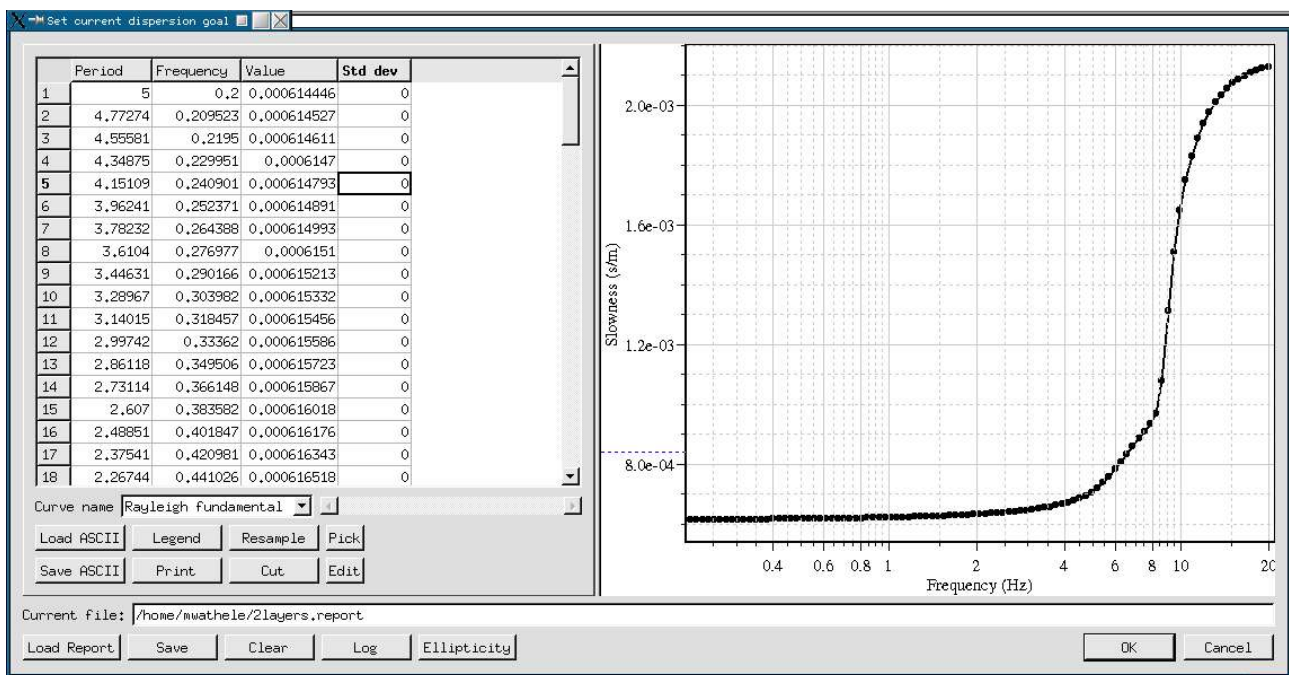 Set current dispersion goal
Period Frequency Value Std dev
1 5 0.2 0.000614446 0
2 4.77274 0.209523 0.000614527 0
3 4.55581 0.2195 0.000614611 0
4 4.34875 0.229951 0.0006147 0
5 4.15109 0.240901 0.000614793 0
6 3.96241 0.252371 0.000614891 0
7 3.78232 0.264388 0.000614993 0
8 3.6104 0.276977 0.0006151 0
9 3.44631 0.290166 0.000615213 0
10 3.28967 0.303982 0.000615332 0
11 3.14015 0.318457 0.000615456 0
12 2.99742 0.33362 0.000615586 0
13 2.86118 0.349506 0.000615723 0
14 2.73114 0.366148 0.000615867 0
15 2.607 0.383582 0.000616018 0
16 2.48851 0.401847 0.000616176 0
17 2.37541 0.420981 0.000616343 0
18 2.26744 0.441026 0.000616518 0
Curve name Rayleigh fundamental
Load ASCII Legend Resample Pick
Save ASCII Print Cut Edit
2.0e-03
1.6e-03
1.2e-03
8.0e-04
Slowness (s/m)
0.4 0.6 0.8 1 2 4 6 8 10 20
Frequency (Hz)
Current file: /home/mwathele/2layers.report
Load Report Save Clear Log Ellipticity OK Cancel